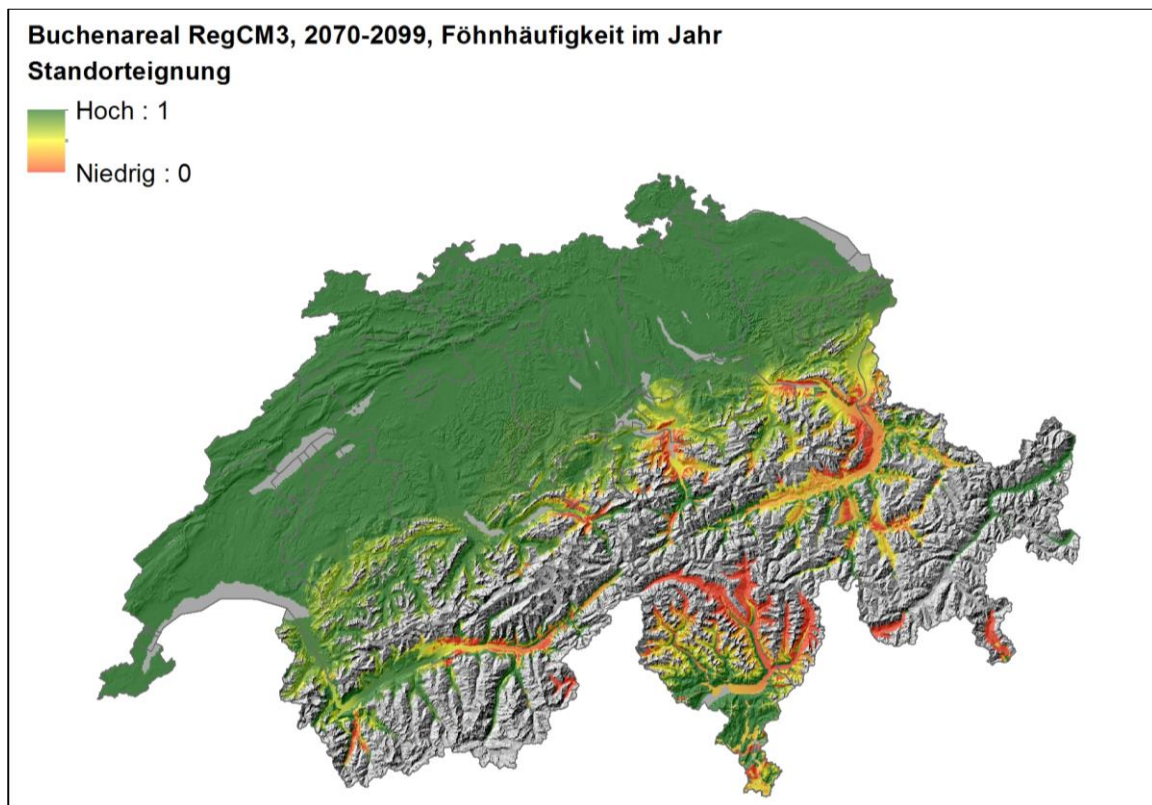 Buchenareal RegCM3, 2070-2099, Föhnhäufigkeit im Jahr
Standorteignung
Hoch : 1
Niedrig : 0